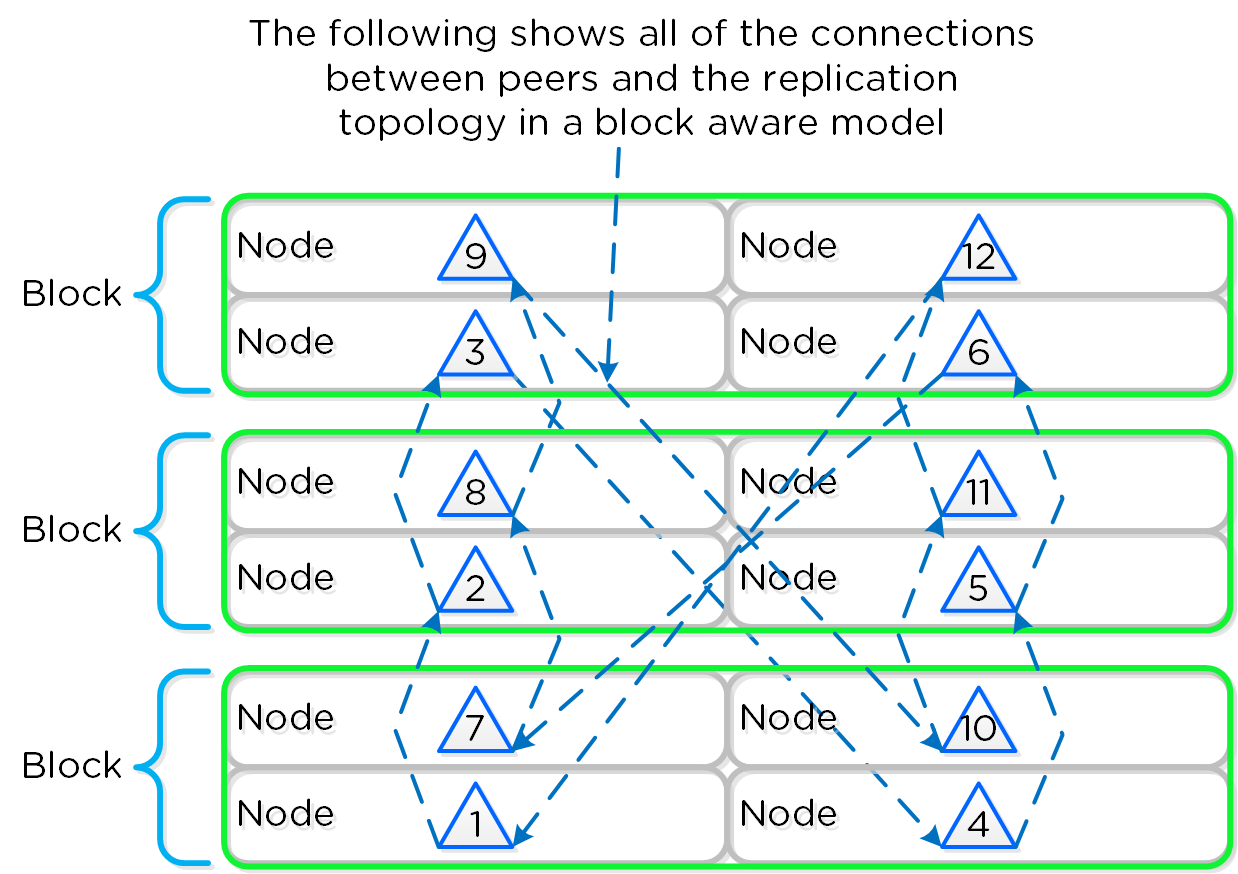 The following shows all of the connections
between peers and the replication
topology in a block aware model
Block
Node 9 Node 12
Node 3 Node 6
Block
Node 8 Node 11
Node 2 Node 5
Block
Node 7 Node 10
Node 1 Node 4